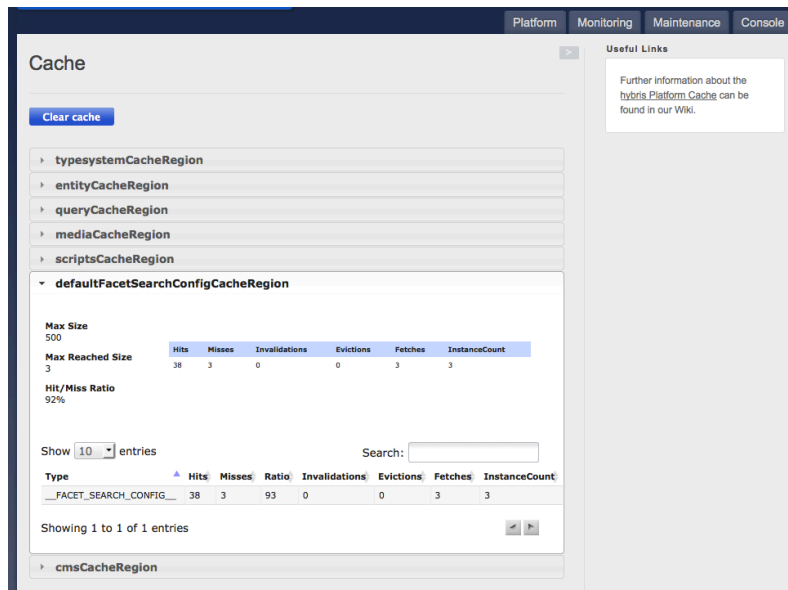 Platform Monitoring Maintenance Console
Cache
>
Clear cache
typesystemCacheRegion
entityCacheRegion
queryCacheRegion
mediaCacheRegion
scriptsCacheRegion
defaultFacetSearchConfigCacheRegion
Max Size
500
Max Reached Size
3
Hit/Miss Ratio
92%
Hits Misses Invalidations Evictions Fetches InstanceCount
38 3 0 0 3 3
Show 10 entries Search:
Type Hits Misses Ratio Invalidations Evictions Fetches InstanceCount
__FACET_SEARCH_CONFIG__ 38 3 93 0 0 3 3
Showing 1 to 1 of 1 entries
cmsCacheRegion
Useful Links
Further information about the
hybris Platform Cache can be
found in our Wiki.